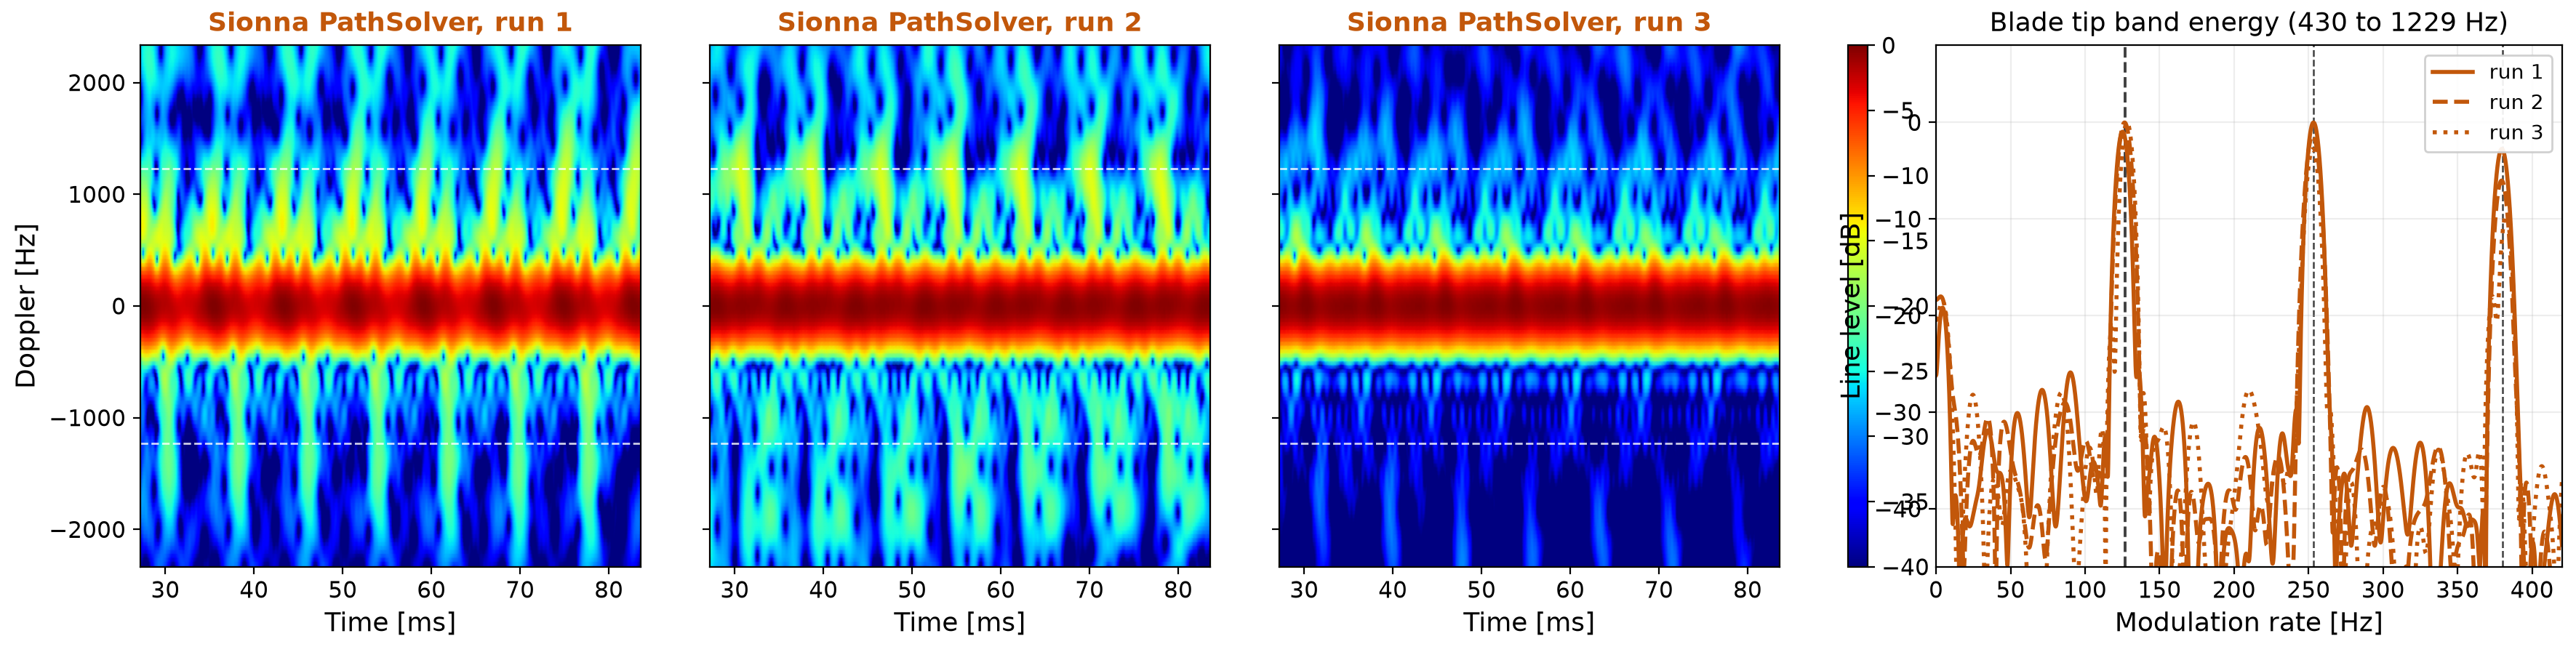 Sionna PathSolver, run 1
Sionna PathSolver, run 2
Sionna PathSolver, run 3
Blade tip band energy (430 to 1229 Hz)
Doppler [Hz]
2000
1000
0
−1000
−2000
30 40 50 60 70 80
Time [ms]
30 40 50 60 70 80
Time [ms]
30 40 50 60 70 80
Time [ms]
0
−5
−10
−15
−20
−25
−30
−35
−40
Line level [dB]
0
−10
−20
−30
−40
run 1
run 2
run 3
0 50 100 150 200 250 300 350 400
Modulation rate [Hz]